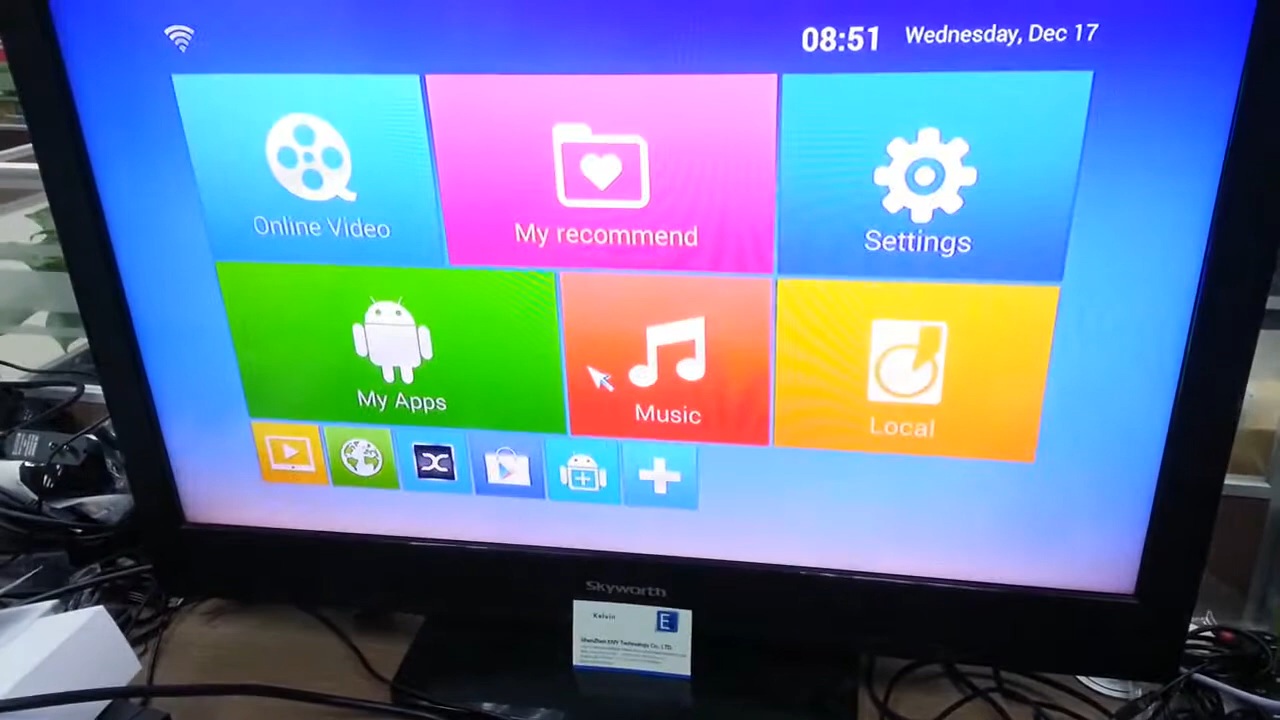 08:51 Wednesday, Dec 17
Online Video
My recommend
Settings
My Apps
Music
Local
Skyworth
Kelvin
E